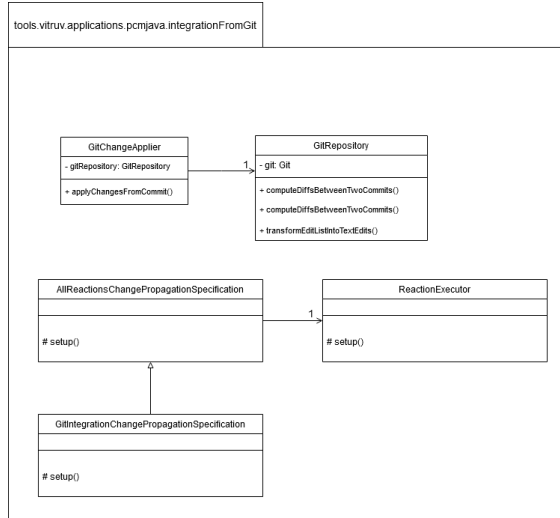 tools.vitruv.applications.pcmjava.integrationFromGit
GitChangeApplier
- gitRepository: GitRepository
+ applyChangesFromCommit()
1
GitRepository
- git: Git
+ computeDiffsBetweenTwoCommits()
+ computeDiffsBetweenTwoCommits()
+ transformEditListIntoTextEdits()
AllReactionsChangePropagationSpecification
# setup()
1
ReactionExecutor
# setup()
GitIntegrationChangePropagationSpecification
# setup()